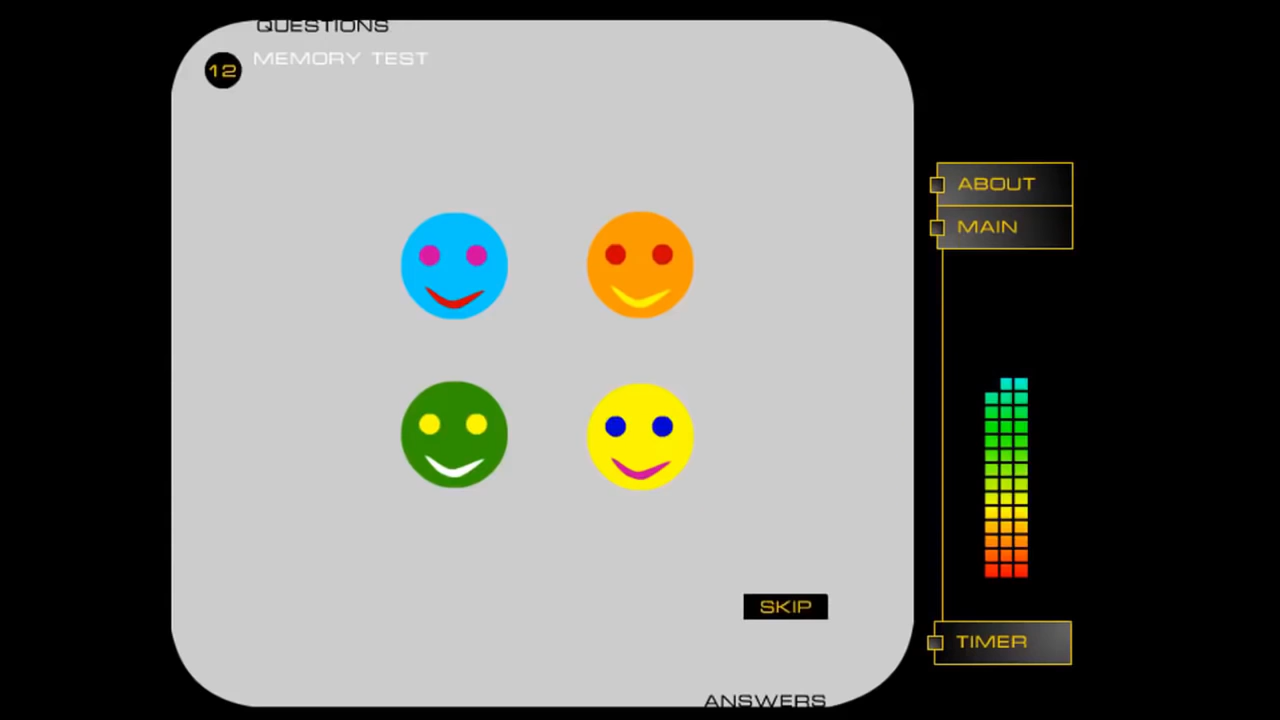 QUESTIONS
12
MEMORY TEST
ABOUT
MAIN
SKIP
TIMER
ANSWERS